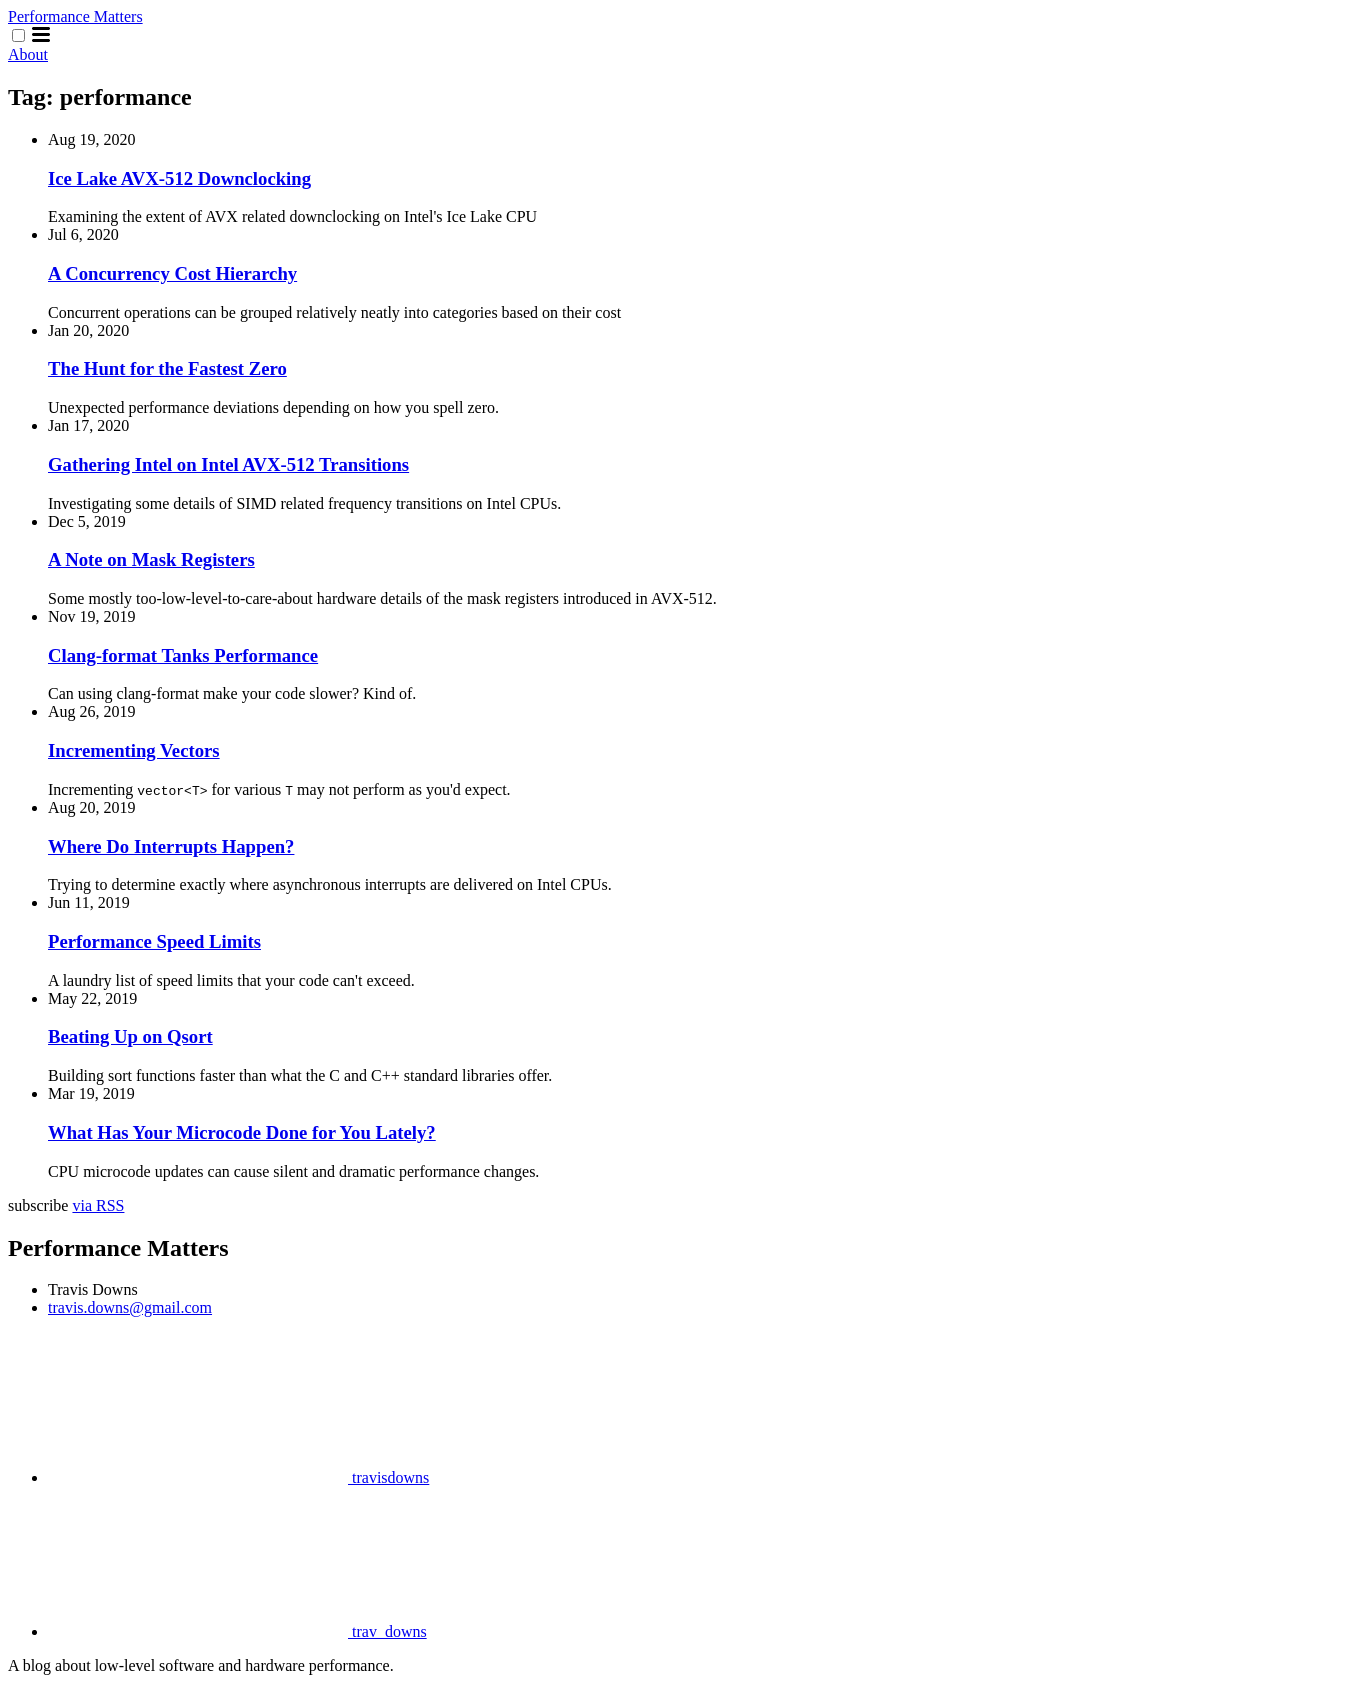 Performance Matters
About
Tag: performance
Aug 19, 2020
Ice Lake AVX-512 Downclocking
Examining the extent of AVX related downclocking on Intel's Ice Lake CPU
Jul 6, 2020
A Concurrency Cost Hierarchy
Concurrent operations can be grouped relatively neatly into categories based on their cost
Jan 20, 2020
The Hunt for the Fastest Zero
Unexpected performance deviations depending on how you spell zero.
Jan 17, 2020
Gathering Intel on Intel AVX-512 Transitions
Investigating some details of SIMD related frequency transitions on Intel CPUs.
Dec 5, 2019
A Note on Mask Registers
Some mostly too-low-level-to-care-about hardware details of the mask registers introduced in AVX-512.
Nov 19, 2019
Clang-format Tanks Performance
Can using clang-format make your code slower? Kind of.
Aug 26, 2019
Incrementing Vectors
Incrementing vector<T> for various T may not perform as you'd expect.
Aug 20, 2019
Where Do Interrupts Happen?
Trying to determine exactly where asynchronous interrupts are delivered on Intel CPUs.
Jun 11, 2019
Performance Speed Limits
A laundry list of speed limits that your code can't exceed.
May 22, 2019
Beating Up on Qsort
Building sort functions faster than what the C and C++ standard libraries offer.
Mar 19, 2019
What Has Your Microcode Done for You Lately?
CPU microcode updates can cause silent and dramatic performance changes.
subscribe via RSS
Performance Matters
Travis Downs
travis.downs@gmail.com
travisdowns
trav_downs
A blog about low-level software and hardware performance.